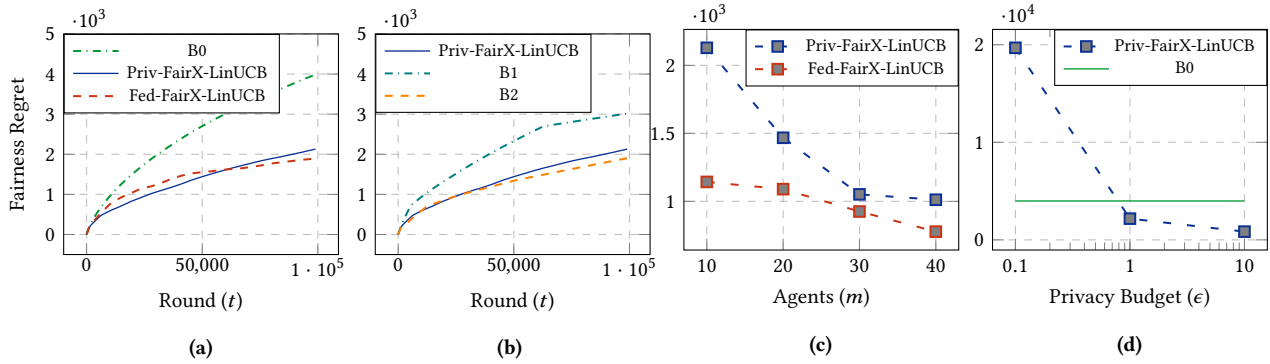 ·10³
5
4
3
2
1
0
0
50,000
1 · 10⁵
Fairness Regret
Round (t)
B0
Priv-FairX-LinUCB
Fed-FairX-LinUCB
(a)
·10³
5
4
3
2
1
0
0
50,000
1 · 10⁵
Round (t)
Priv-FairX-LinUCB
B1
B2
(b)
·10³
2
1.5
1
10
20
30
40
Agents (m)
Priv-FairX-LinUCB
Fed-FairX-LinUCB
(c)
·10⁴
2
1
0
0.1
1
10
Privacy Budget (ϵ)
Priv-FairX-LinUCB
B0
(d)